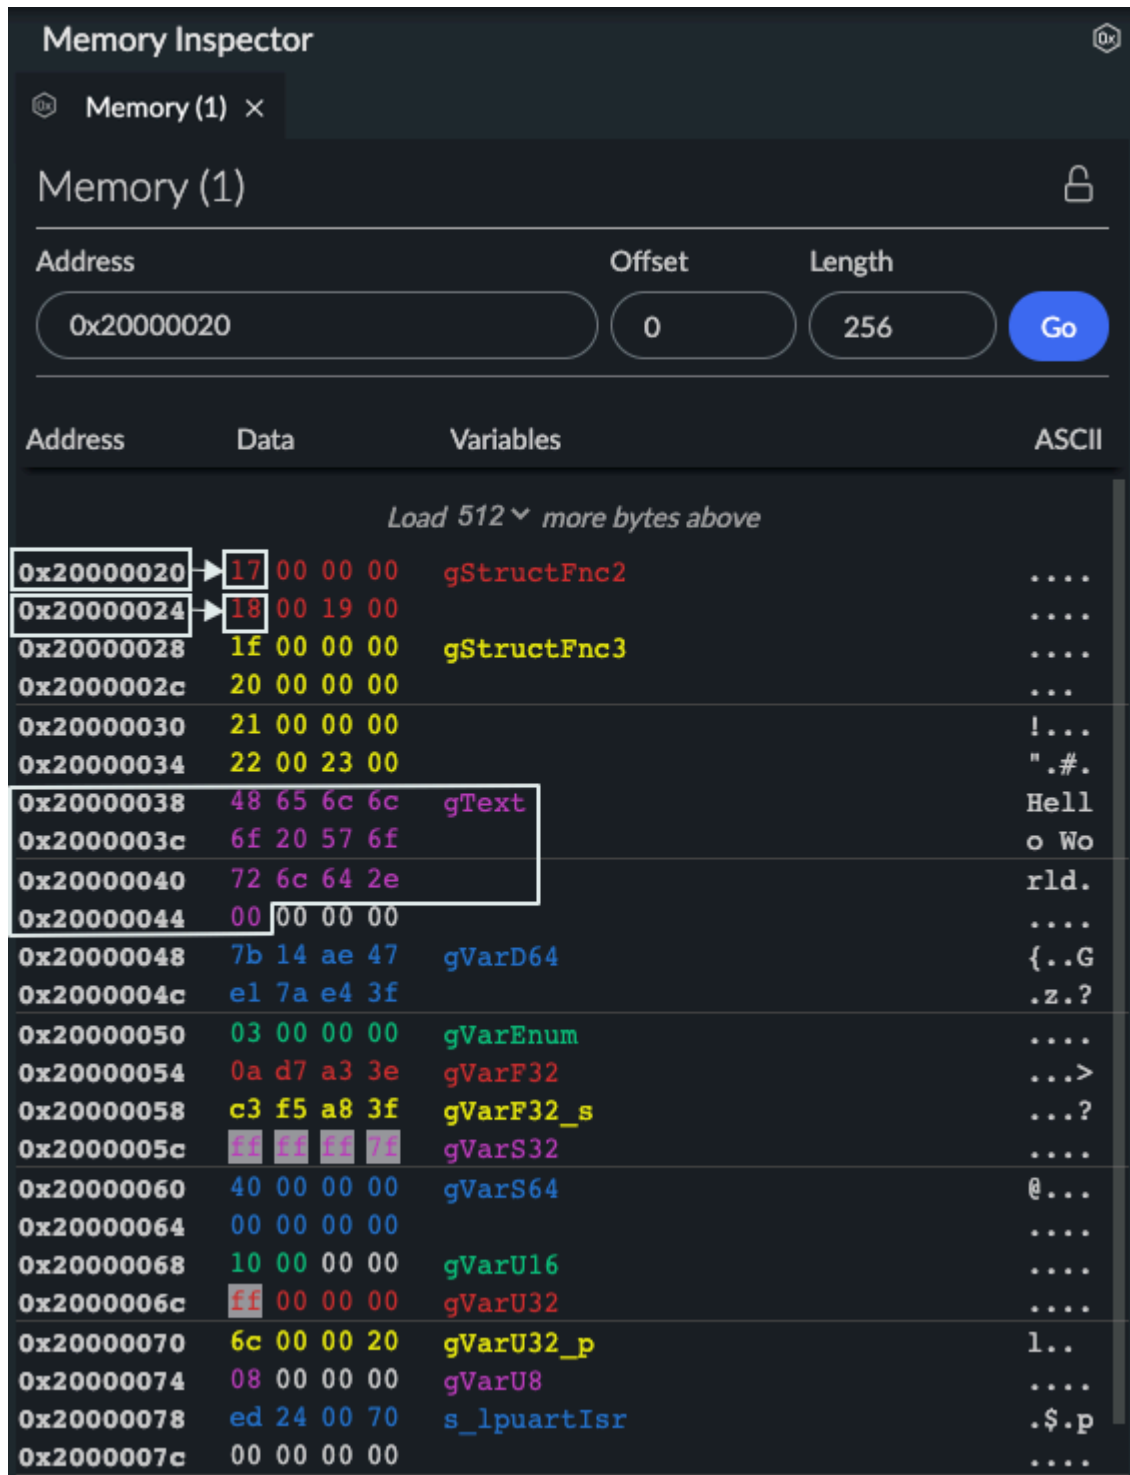 Memory Inspector
Memory (1) ×
Memory (1)
Address Offset Length
0x20000020 0 256 Go
Address Data Variables ASCII
Load 512 more bytes above
0x20000020 17 00 00 00 gStructFnc2 ....
0x20000024 18 00 19 00 ....
0x20000028 1f 00 00 00 gStructFnc3 ....
0x2000002c 20 00 00 00 ...
0x20000030 21 00 00 00 !...
0x20000034 22 00 23 00 ".#.
0x20000038 48 65 6c 6c gText Hell
0x2000003c 6f 20 57 6f o Wo
0x20000040 72 6c 64 2e rld.
0x20000044 00 00 00 00 ....
0x20000048 7b 14 ae 47 gVarD64 {..G
0x2000004c e1 7a e4 3f .z.?
0x20000050 03 00 00 00 gVarEnum ....
0x20000054 0a d7 a3 3e gVarF32 ...>
0x20000058 c3 f5 a8 3f gVarF32_s ...?
0x2000005c ff ff ff 7f gVarS32 ....
0x20000060 40 00 00 00 gVarS64 @...
0x20000064 00 00 00 00 ....
0x20000068 10 00 00 00 gVarU16 ....
0x2000006c ff 00 00 00 gVarU32 ....
0x20000070 6c 00 00 20 gVarU32_p l..
0x20000074 08 00 00 00 gVarU8 ....
0x20000078 ed 24 00 70 s_lpuartIsr .$.p
0x2000007c 00 00 00 00 ....